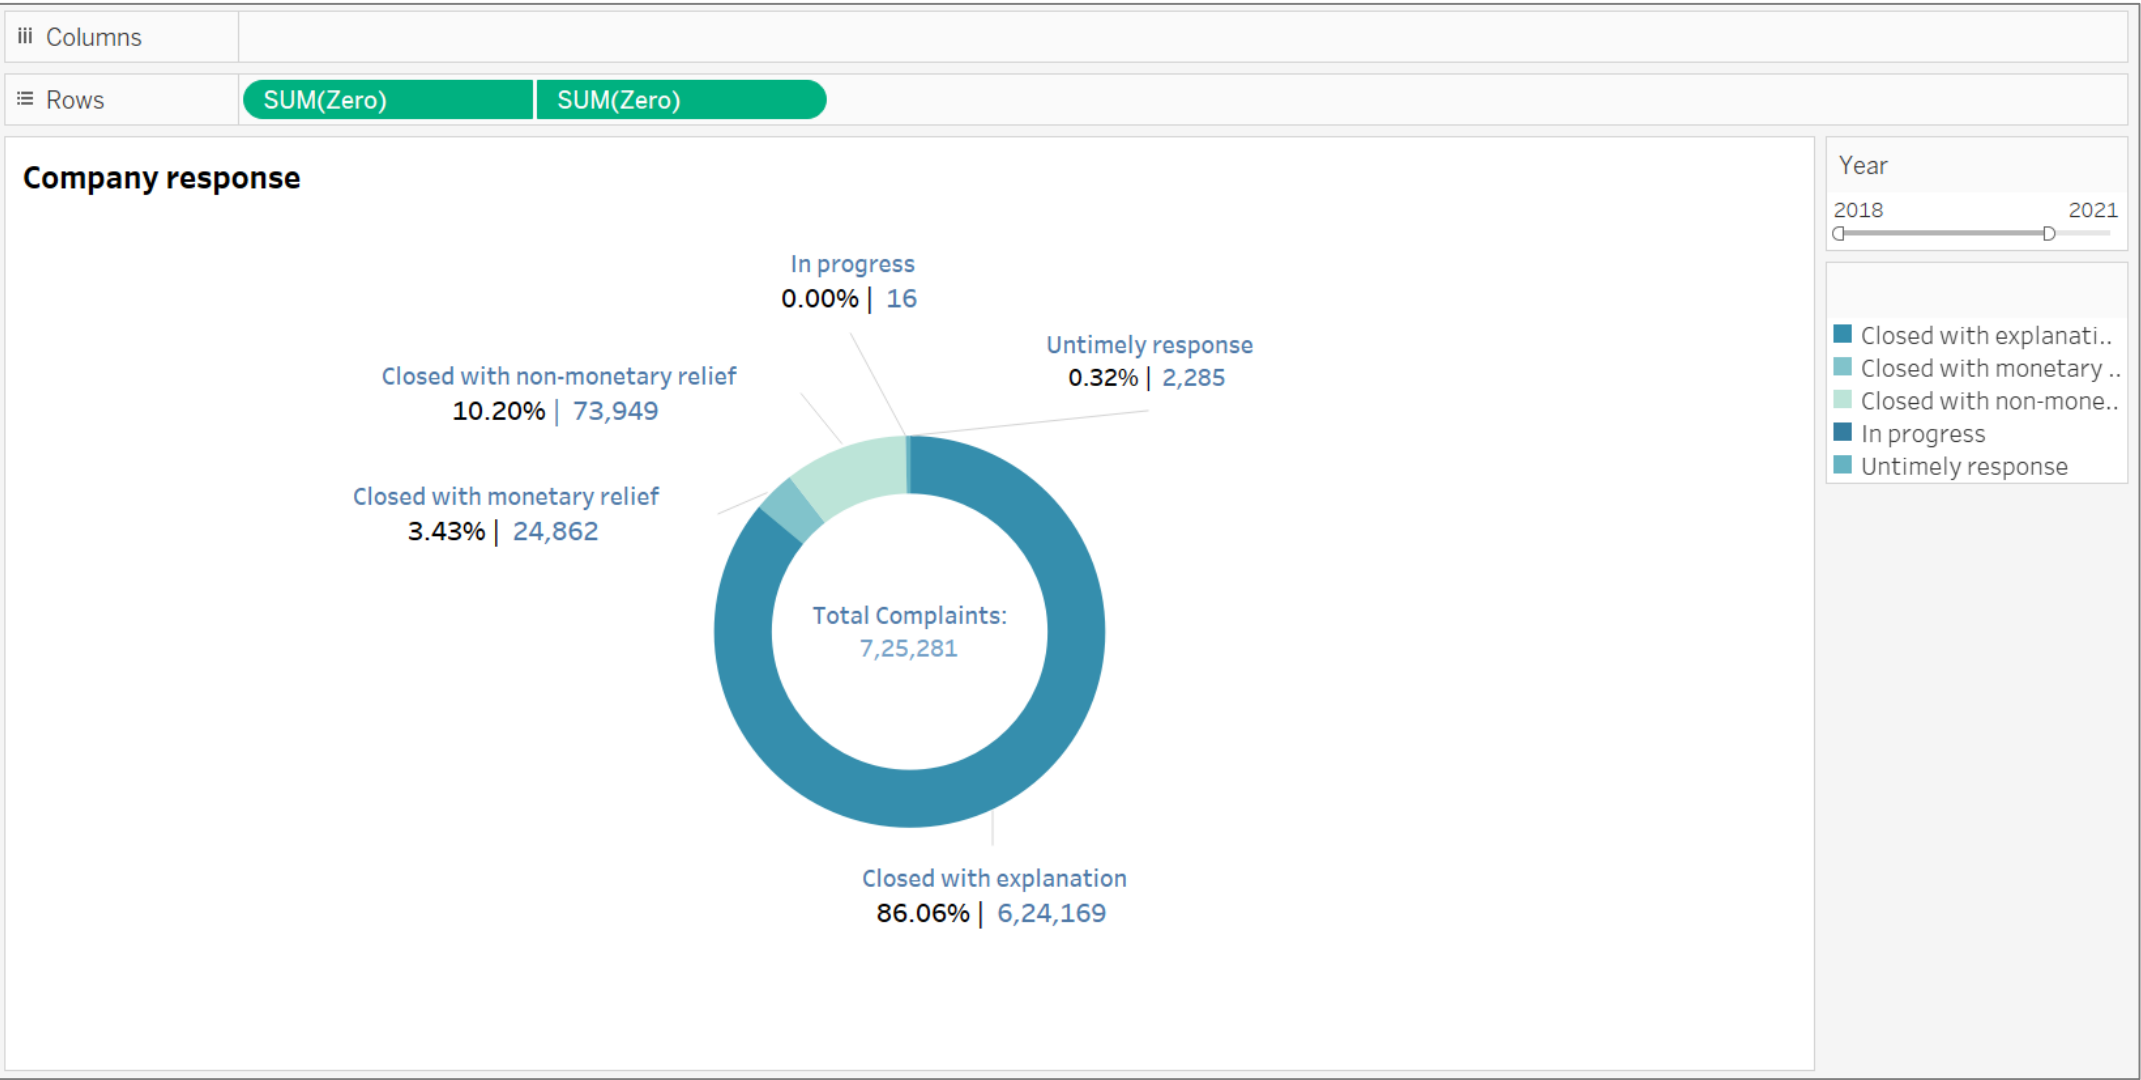 Columns
Rows
SUM(Zero)
SUM(Zero)
Company response
In progress
0.00% | 16
Untimely response
0.32% | 2,285
Closed with non-monetary relief
10.20% | 73,949
Closed with monetary relief
3.43% | 24,862
Total Complaints:
7,25,281
Closed with explanation
86.06% | 6,24,169
Year
2018 2021
Closed with explanati..
Closed with monetary ..
Closed with non-mone..
In progress
Untimely response